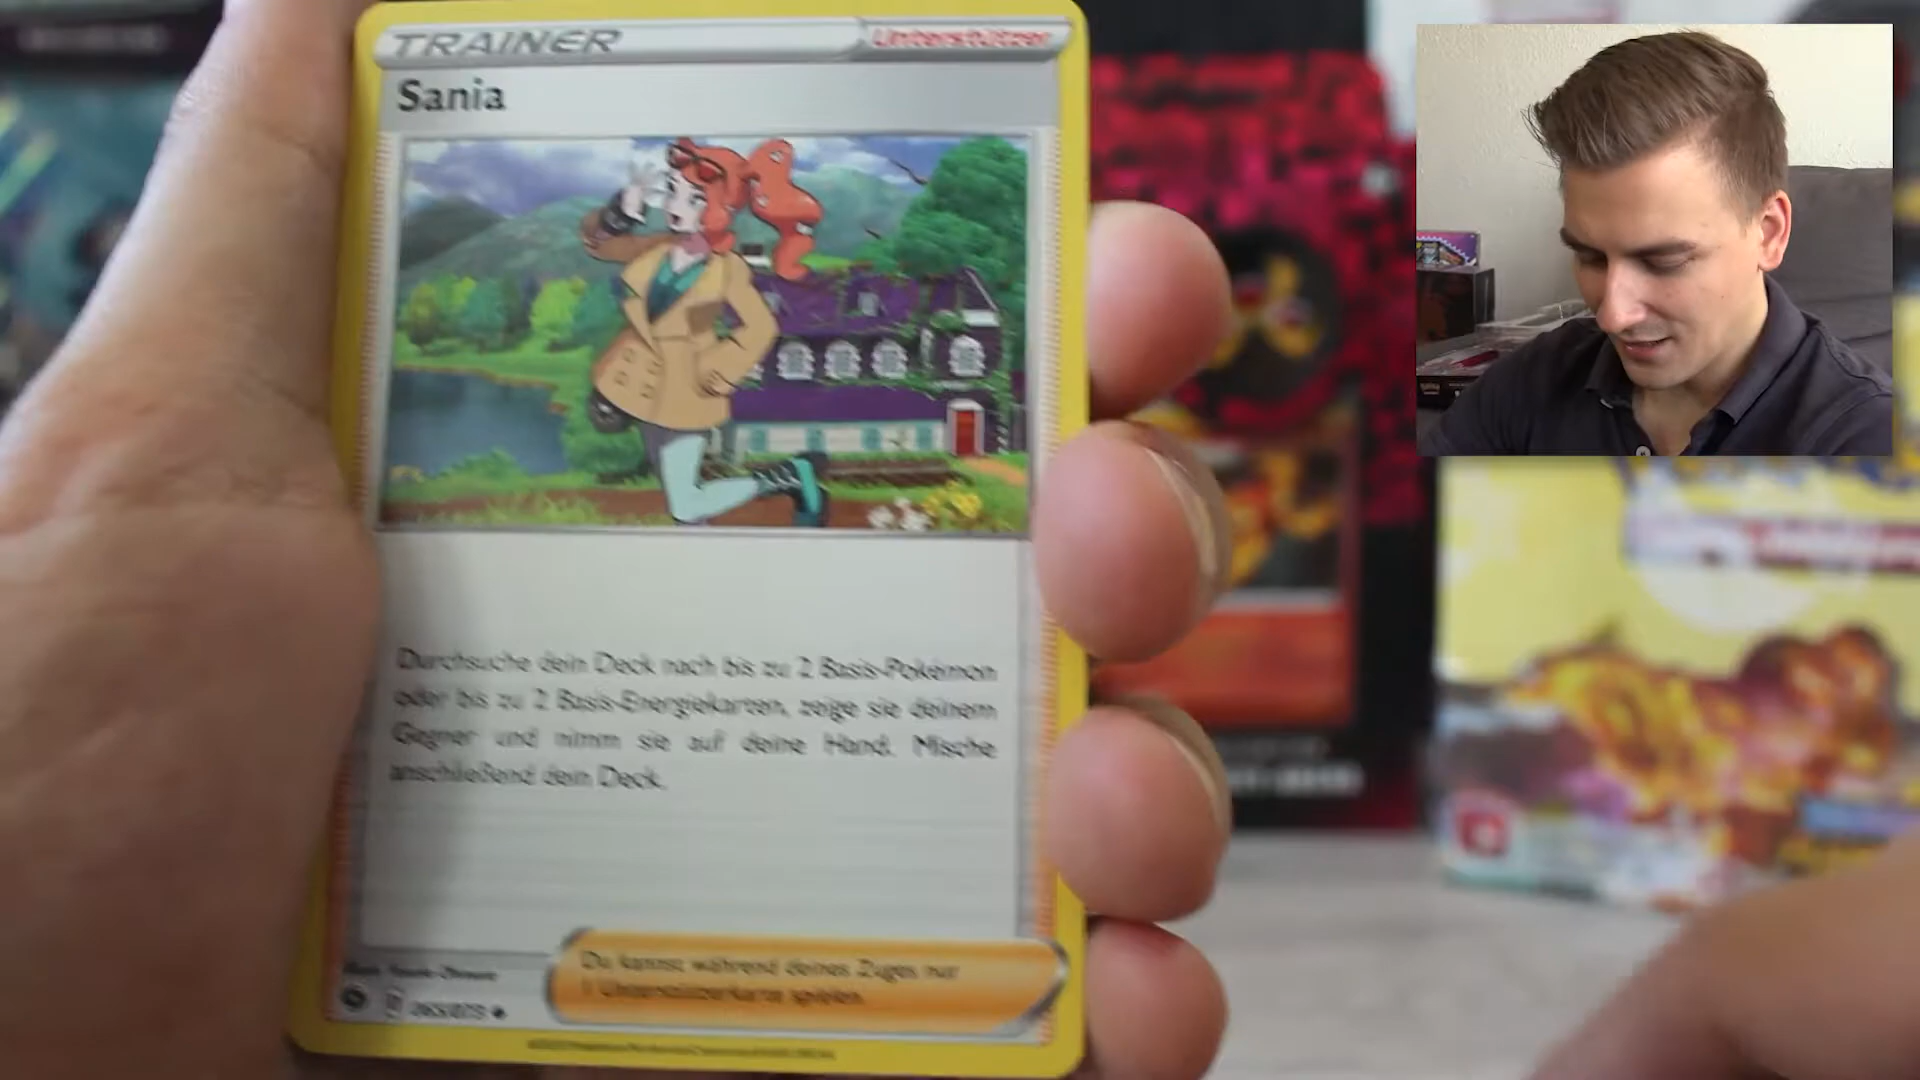 TRAINER
Unterstützer
Sania
Durchsuche dein Deck nach bis zu 2 Basis-Pokémon
oder bis zu 2 Basis-Energiekarten, zeige sie deinem
Gegner und nimm sie auf deine Hand. Mische
anschließend dein Deck.
Du kannst während deines Zuges nur
1 Unterstützerkarte spielen.